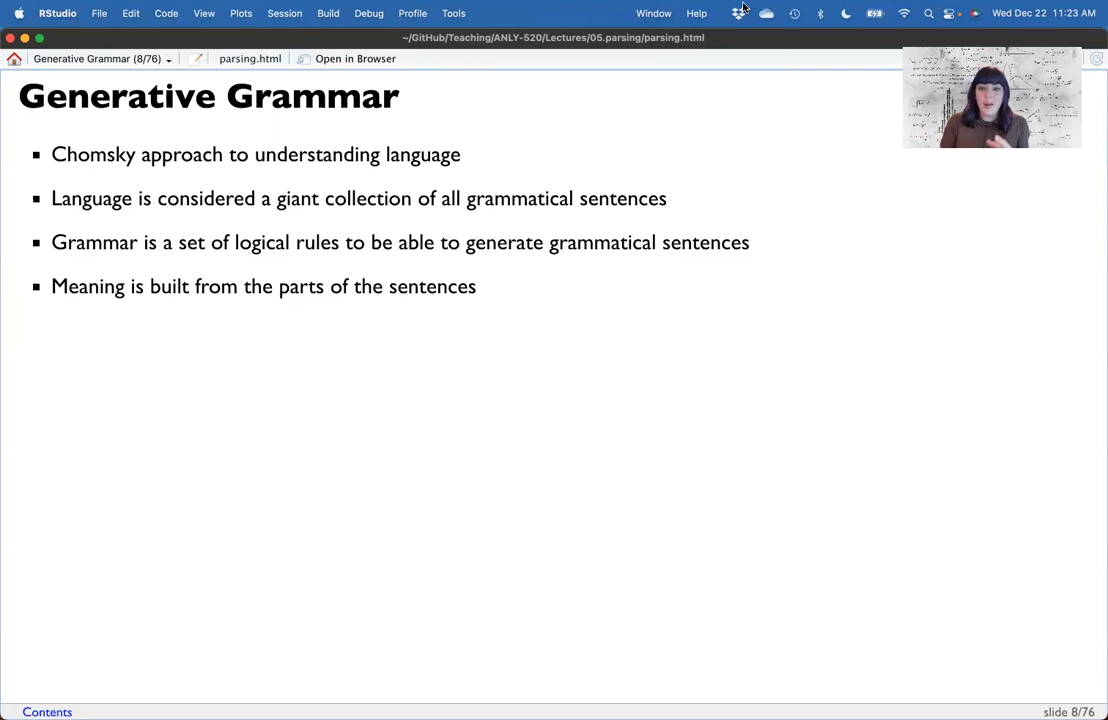 RStudio File Edit Code View Plots Session Build Debug Profile Tools Window Help Wed Dec 22 11:23 AM
~/GitHub/Teaching/ANLY-520/Lectures/05.parsing/parsing.html
Generative Grammar (8/76) parsing.html Open in Browser
Generative Grammar
Chomsky approach to understanding language
Language is considered a giant collection of all grammatical sentences
Grammar is a set of logical rules to be able to generate grammatical sentences
Meaning is built from the parts of the sentences
Contents slide 8/76